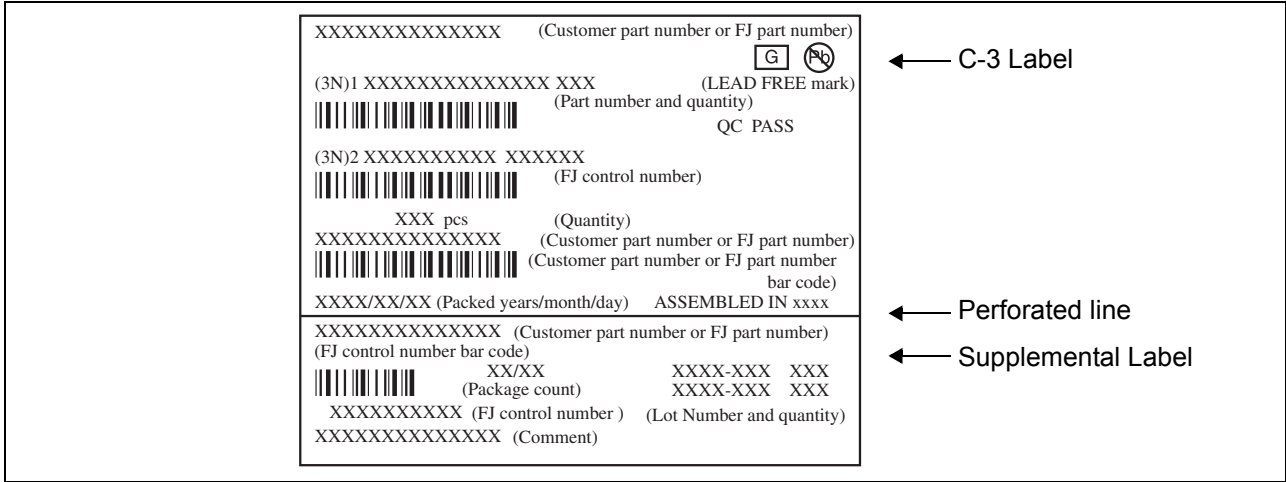 XXXXXXXXXXXXXX (Customer part number or FJ part number)
G Pb
C-3 Label
(3N)1 XXXXXXXXXXXXXX XXX (LEAD FREE mark)
(Part number and quantity)
QC PASS
(3N)2 XXXXXXXXXX XXXXXX
(FJ control number)
XXX pcs (Quantity)
XXXXXXXXXXXXXX (Customer part number or FJ part number)
(Customer part number or FJ part number
bar code)
XXXX/XX/XX (Packed years/month/day) ASSEMBLED IN xxxx
Perforated line
XXXXXXXXXXXXXX (Customer part number or FJ part number)
(FJ control number bar code)
Supplemental Label
XX/XX XXXX-XXX XXX
(Package count) XXXX-XXX XXX
XXXXXXXXXX (FJ control number ) (Lot Number and quantity)
XXXXXXXXXXXXXX (Comment)